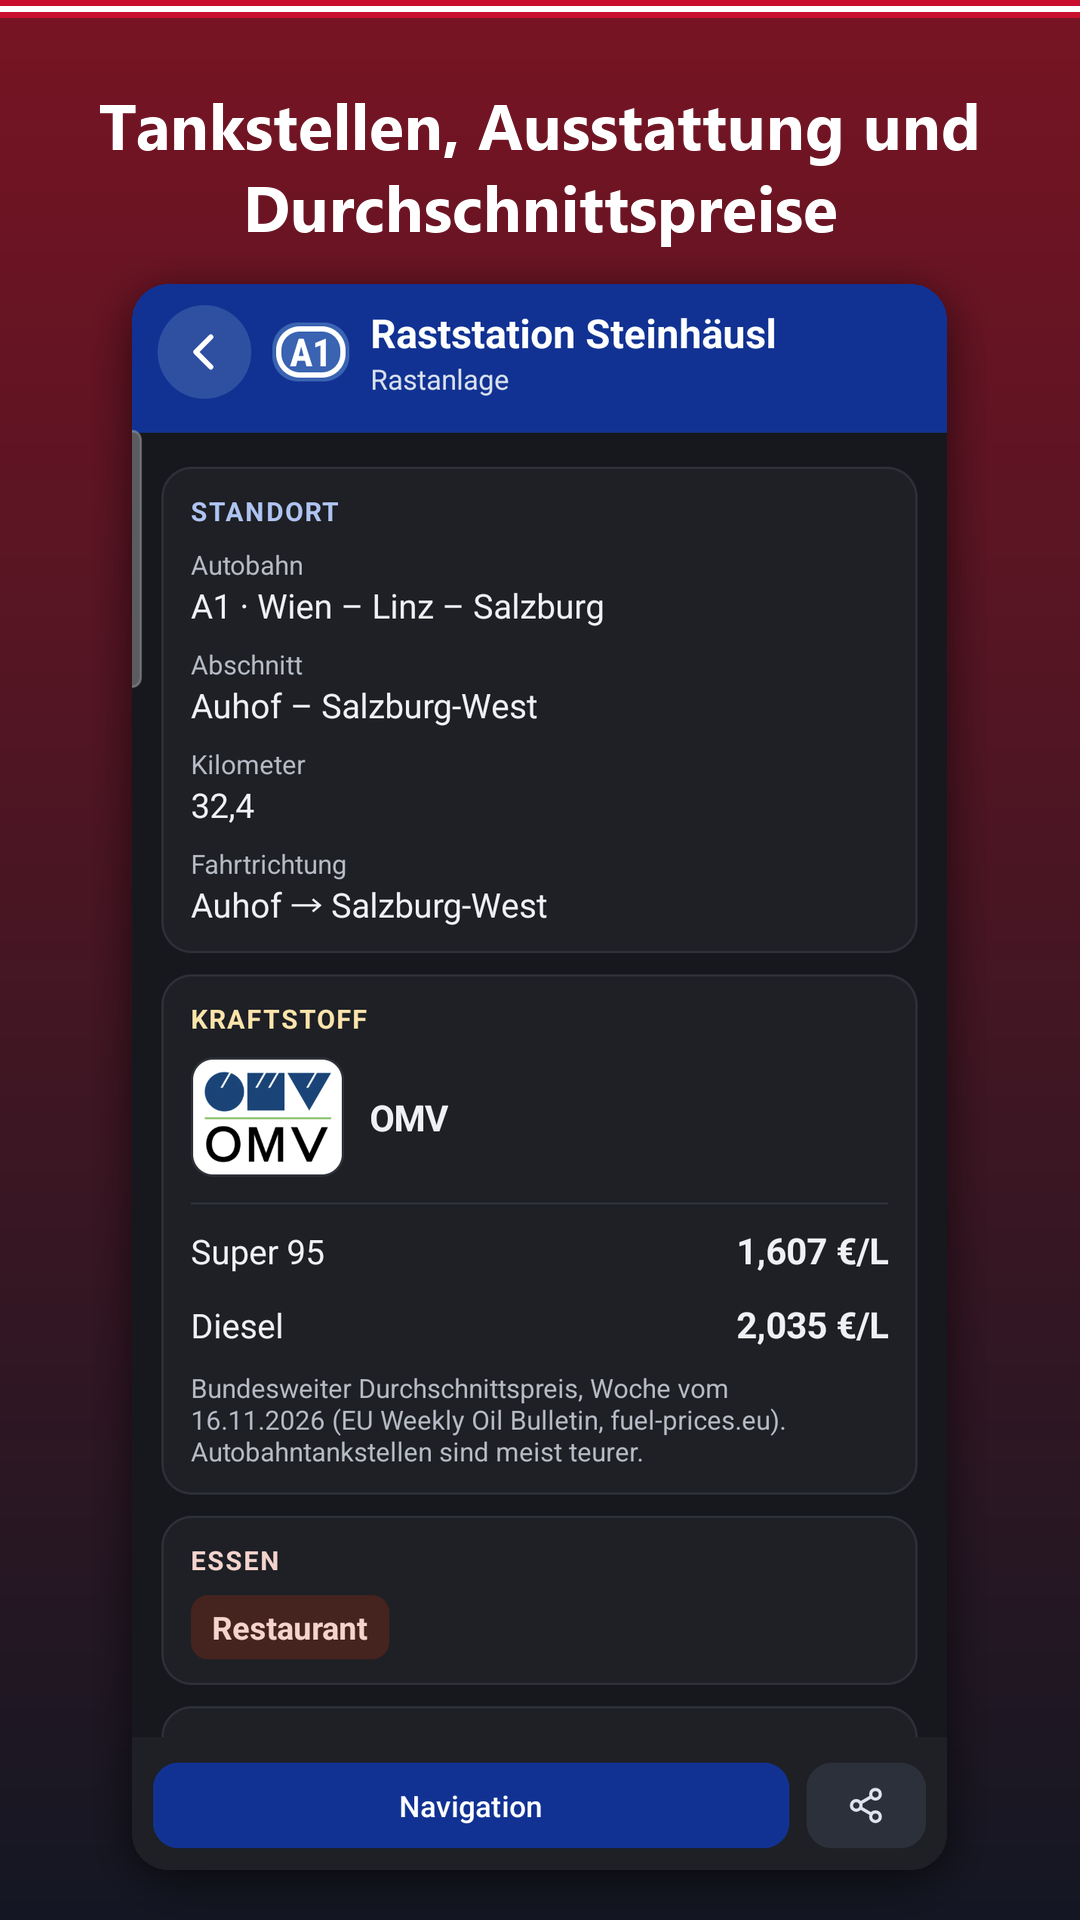 Tankstellen, Ausstattung und
Durchschnittspreise
A1
Raststation Steinhäusl
Rastanlage
STANDORT
Autobahn
A1 · Wien – Linz – Salzburg
Abschnitt
Auhof – Salzburg-West
Kilometer
32,4
Fahrtrichtung
Auhof → Salzburg-West
KRAFTSTOFF
OMV
OMV
OMV
Super 95 1,607 €/L
Diesel 2,035 €/L
Bundesweiter Durchschnittspreis, Woche vom
16.11.2026 (EU Weekly Oil Bulletin, fuel-prices.eu).
Autobahntankstellen sind meist teurer.
ESSEN
Restaurant
Navigation